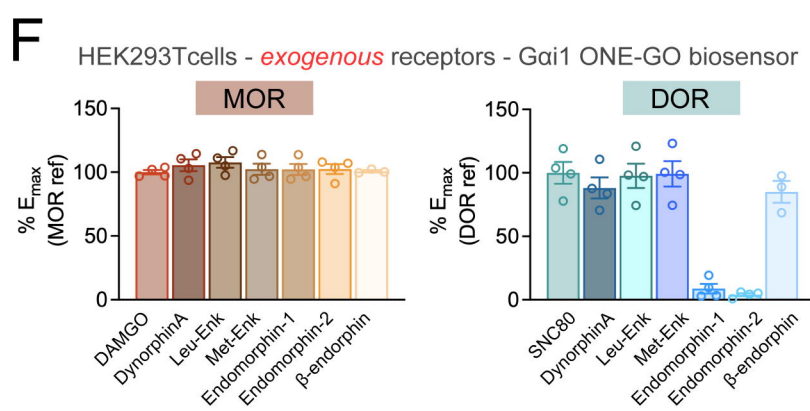 F
HEK293Tcells - exogenous receptors - Gαi1 ONE-GO biosensor
MOR
% Emax
(MOR ref)
150
100
50
0
DAMGO
DynorphinA
Leu-Enk
Met-Enk
Endomorphin-1
Endomorphin-2
β-endorphin
DOR
% Emax
(DOR ref)
150
100
50
0
SNC80
DynorphinA
Leu-Enk
Met-Enk
Endomorphin-1
Endomorphin-2
β-endorphin